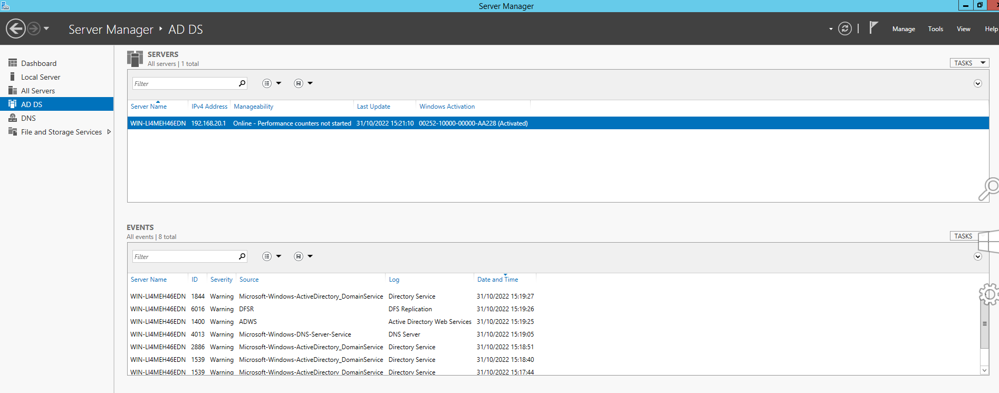 Server Manager
Server Manager ‣ AD DS
Manage Tools View Help
Dashboard
Local Server
All Servers
AD DS
DNS
File and Storage Services
SERVERS
All servers | 1 total
TASKS
Filter
Server Name IPv4 Address Manageability Last Update Windows Activation
WIN-LI4MEH46EDN 192.168.20.1 Online - Performance counters not started 31/10/2022 15:21:10 00252-10000-00000-AA228 (Activated)
EVENTS
All events | 8 total
TASKS
Filter
Server Name ID Severity Source Log Date and Time
WIN-LI4MEH46EDN 1844 Warning Microsoft-Windows-ActiveDirectory_DomainService Directory Service 31/10/2022 15:19:27
WIN-LI4MEH46EDN 6016 Warning DFSR DFS Replication 31/10/2022 15:19:26
WIN-LI4MEH46EDN 1400 Warning ADWS Active Directory Web Services 31/10/2022 15:19:25
WIN-LI4MEH46EDN 4013 Warning Microsoft-Windows-DNS-Server-Service DNS Server 31/10/2022 15:19:05
WIN-LI4MEH46EDN 2886 Warning Microsoft-Windows-ActiveDirectory_DomainService Directory Service 31/10/2022 15:18:51
WIN-LI4MEH46EDN 1539 Warning Microsoft-Windows-ActiveDirectory_DomainService Directory Service 31/10/2022 15:18:40
WIN-LI4MEH46EDN 1539 Warning Microsoft-Windows-ActiveDirectory_DomainService Directory Service 31/10/2022 15:17:44